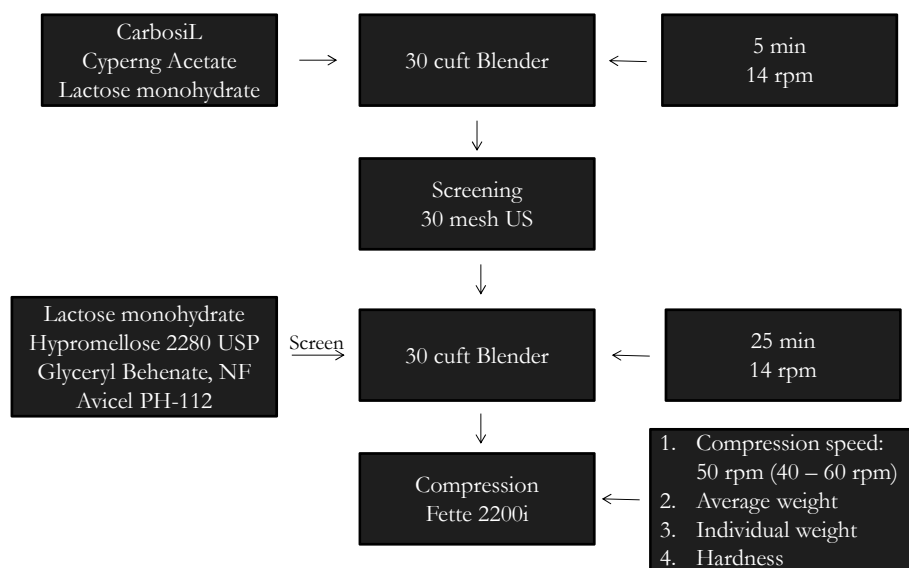 CarbosiL
Cyperng Acetate
Lactose monohydrate
30 cuft Blender
5 min
14 rpm
Screening
30 mesh US
Lactose monohydrate
Hypromellose 2280 USP
Glyceryl Behenate, NF
Avicel PH-112
Screen
30 cuft Blender
25 min
14 rpm
Compression
Fette 2200i
1. Compression speed:
50 rpm (40 – 60 rpm)
2. Average weight
3. Individual weight
4. Hardness